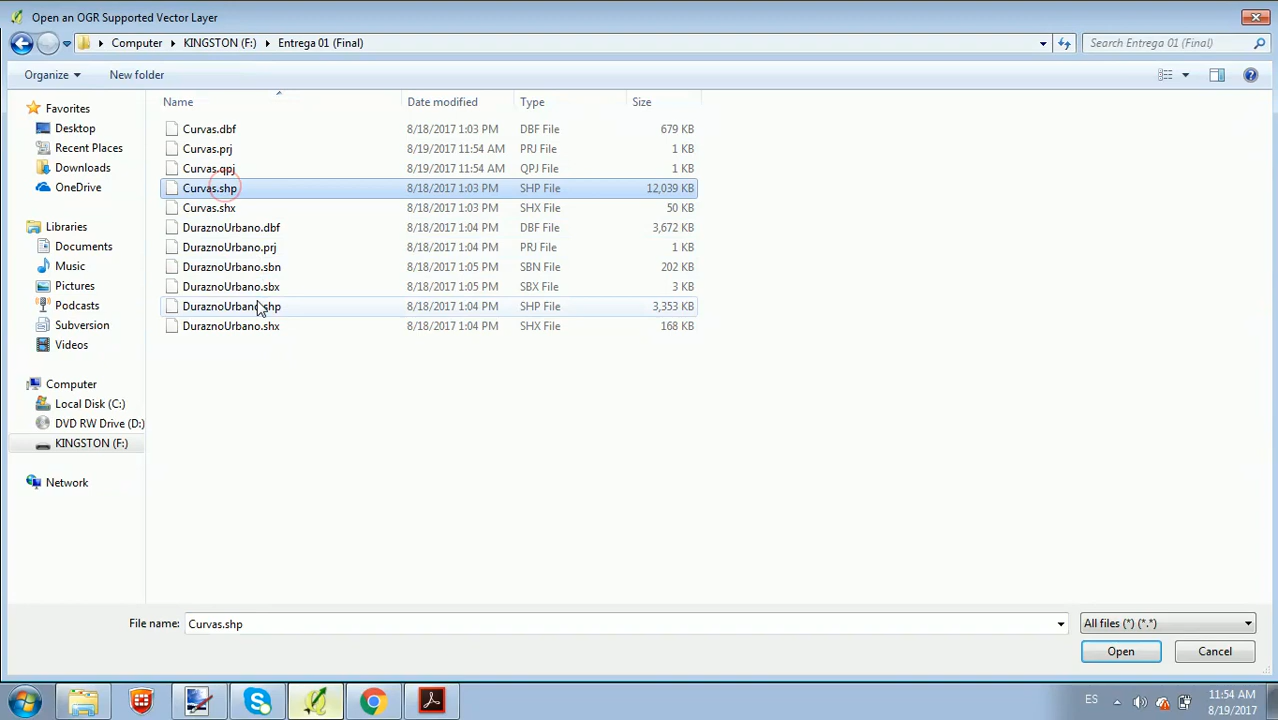 Open an OGR Supported Vector Layer
Computer KINGSTON (F:) Entrega 01 (Final) Search Entrega 01 (Final)
Organize New folder
Name Date modified Type Size
Favorites
Desktop
Recent Places
Downloads
OneDrive
Libraries
Documents
Music
Pictures
Podcasts
Subversion
Videos
Computer
Local Disk (C:)
DVD RW Drive (D:)
KINGSTON (F:)
Network
Curvas.dbf 8/18/2017 1:03 PM DBF File 679 KB
Curvas.prj 8/19/2017 11:54 AM PRJ File 1 KB
Curvas.qpj 8/19/2017 11:54 AM QPJ File 1 KB
Curvas.shp 8/18/2017 1:03 PM SHP File 12,039 KB
Curvas.shx 8/18/2017 1:03 PM SHX File 50 KB
DuraznoUrbano.dbf 8/18/2017 1:04 PM DBF File 3,672 KB
DuraznoUrbano.prj 8/18/2017 1:04 PM PRJ File 1 KB
DuraznoUrbano.sbn 8/18/2017 1:05 PM SBN File 202 KB
DuraznoUrbano.sbx 8/18/2017 1:05 PM SBX File 3 KB
DuraznoUrbano.shp 8/18/2017 1:04 PM SHP File 3,353 KB
DuraznoUrbano.shx 8/18/2017 1:04 PM SHX File 168 KB
File name: Curvas.shp All files (*) (*.*)
Open Cancel
ES 11:54 AM
8/19/2017